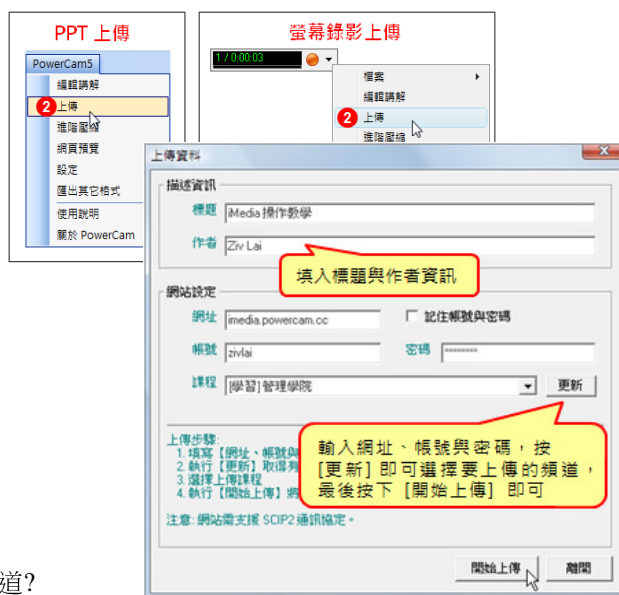 PPT 上傳
PowerCam5
編輯講解
2 上傳
進階壓縮
網頁預覽
設定
匯出其它格式
使用說明
關於 PowerCam
螢幕錄影上傳
1 / 0:00:03
檔案
編輯講解
2 上傳
進階壓縮
上傳資料
描述資訊
標題 iMedia 操作教學
作者 Ziv Lai
填入標題與作者資訊
網站設定
網址 imedia.powercam.cc 記住帳號與密碼
帳號 zivlai 密碼 ********
課程 [學習] 管理學院 更新
上傳步驟:
1. 填寫【網址、帳號與
2. 執行【更新】取得
3. 選擇上傳課程
4. 執行【開始上傳】將
輸入網址、帳號與密碼，按
[更新] 即可選擇要上傳的頻道，
最後按下 [開始上傳] 即可
注意: 網站需支援 SCIP2 通訊協定。
開始上傳 離開
道?